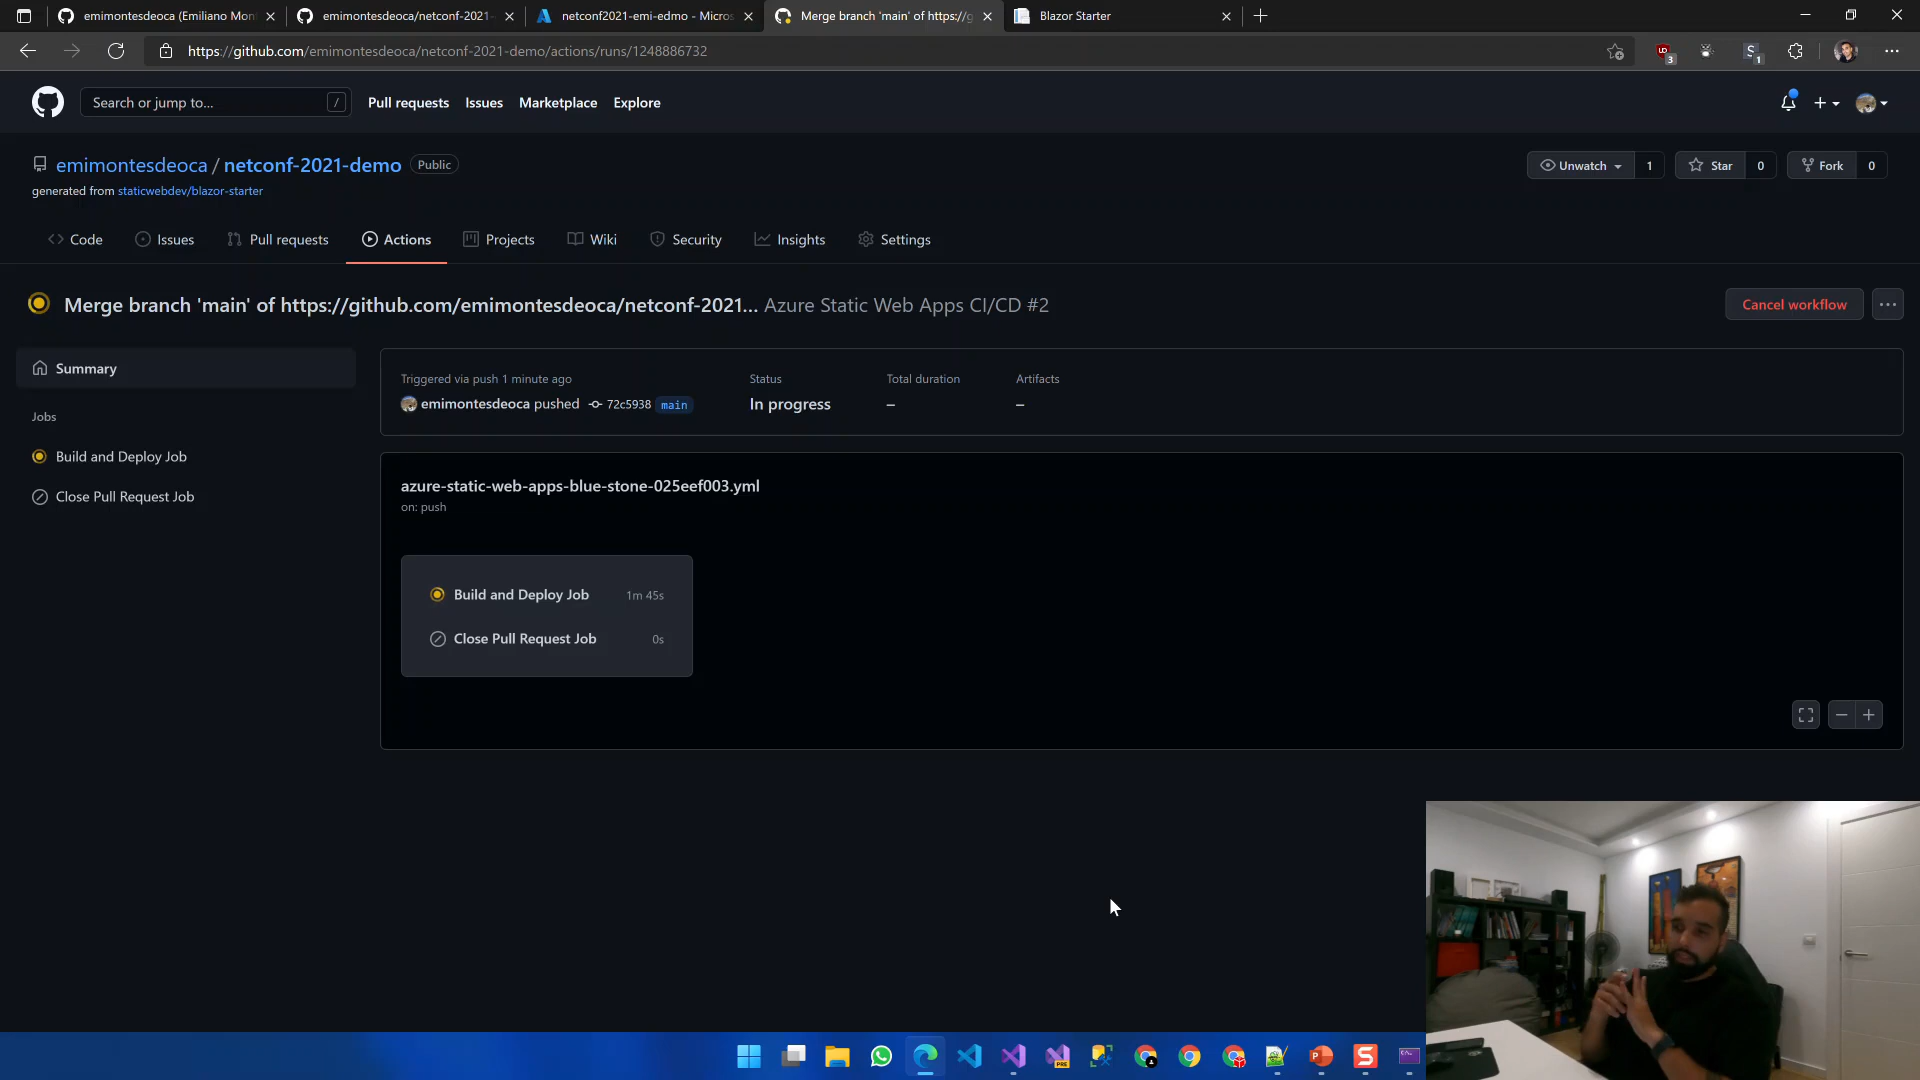 emimontesdeoca (Emiliano Mon
emimontesdeoca/netconf-2021-
netconf2021-emi-edmo - Micros
Merge branch 'main' of https://g
Blazor Starter
https://github.com/emimontesdeoca/netconf-2021-demo/actions/runs/1248886732
3
1
Search or jump to...
/
Pull requests
Issues
Marketplace
Explore
emimontesdeoca / netconf-2021-demo Public
Unwatch 1
Star 0
Fork 0
generated from staticwebdev/blazor-starter
Code
Issues
Pull requests
Actions
Projects
Wiki
Security
Insights
Settings
Merge branch 'main' of https://github.com/emimontesdeoca/netconf-2021... Azure Static Web Apps CI/CD #2
Cancel workflow
Summary
Jobs
Build and Deploy Job
Close Pull Request Job
Triggered via push 1 minute ago
emimontesdeoca pushed 72c5938 main
Status
In progress
Total duration
–
Artifacts
–
azure-static-web-apps-blue-stone-025eef003.yml
on: push
Build and Deploy Job 1m 45s
Close Pull Request Job 0s
PRE